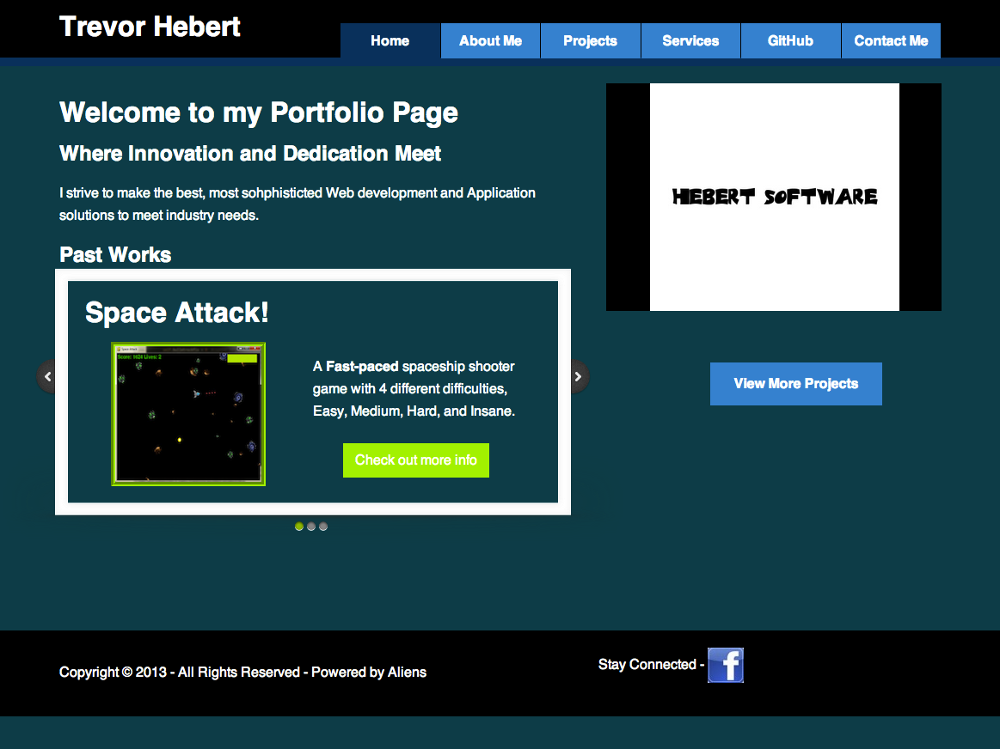 Trevor Hebert
Home
About Me
Projects
Services
GitHub
Contact Me
Welcome to my Portfolio Page
Where Innovation and Dedication Meet
I strive to make the best, most sohphisticted Web development and Application
solutions to meet industry needs.
HEBERT SOFTWARE
Past Works
Space Attack!
Score: 1624 Lives: 2
A Fast-paced spaceship shooter
game with 4 different difficulties,
Easy, Medium, Hard, and Insane.
Check out more info
View More Projects
Copyright © 2013 - All Rights Reserved - Powered by Aliens
Stay Connected -
f